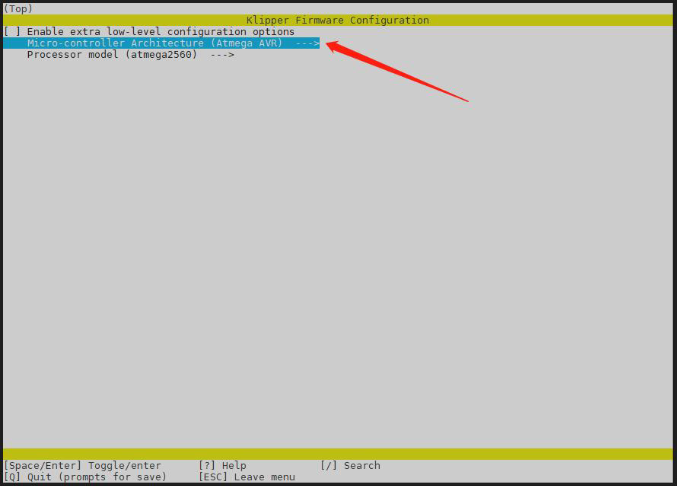 (Top)
Klipper Firmware Configuration
[ ] Enable extra low-level configuration options
Micro-controller Architecture (Atmega AVR)  --->
Processor model (atmega2560)  --->
[Space/Enter] Toggle/enter      [?] Help            [/] Search
[Q] Quit (prompts for save)     [ESC] Leave menu